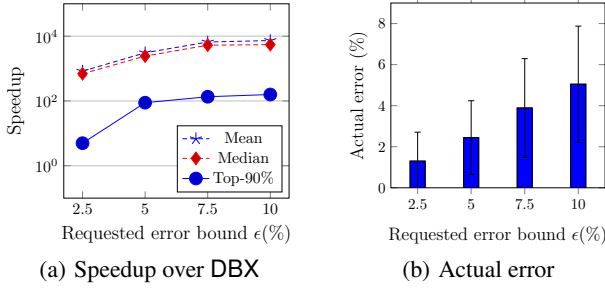 10^4
10^2
10^0
Speedup
Mean
Median
Top-90%
2.5 5 7.5 10
Requested error bound ϵ(%)
(a) Speedup over DBX
8
6
4
2
0
Actual error (%)
2.5 5 7.5 10
Requested error bound ϵ(%)
(b) Actual error